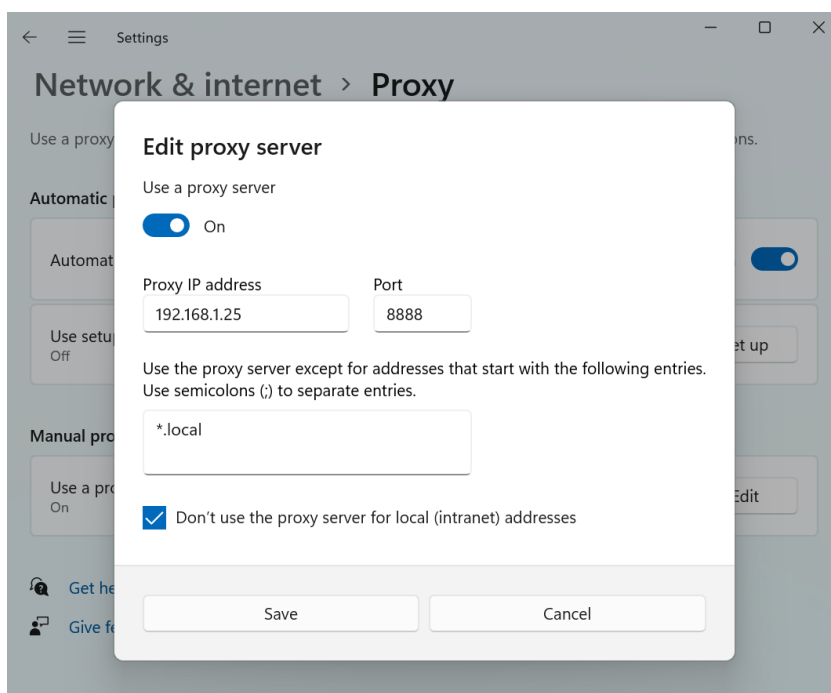 Settings
Network & internet > Proxy
Use a proxy
ons.
Edit proxy server
Use a proxy server
On
Automatic
Automat
Proxy IP address
Port
192.168.1.25
8888
Use setup
Off
et up
Use the proxy server except for addresses that start with the following entries.
Use semicolons (;) to separate entries.
*.local
Manual pro
Use a pro
On
Edit
Don't use the proxy server for local (intranet) addresses
Get he
Give fe
Save
Cancel